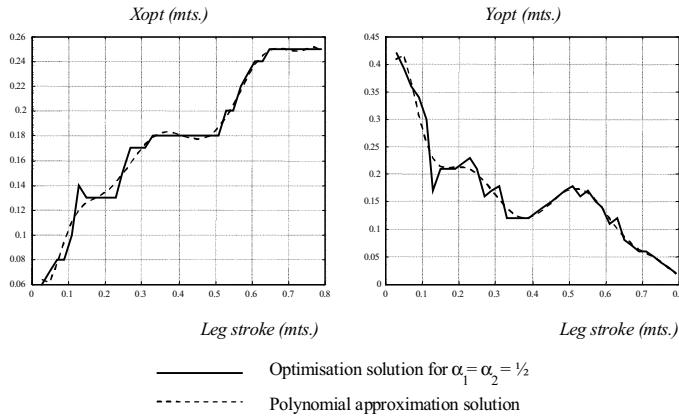 Xopt (mts.)
Yopt (mts.)
0.26
0.24
0.22
0.2
0.18
0.16
0.14
0.12
0.1
0.08
0.06
0 0.1 0.2 0.3 0.4 0.5 0.6 0.7 0.8
Leg stroke (mts.)
0.45
0.4
0.35
0.3
0.25
0.2
0.15
0.1
0.05
0
0 0.1 0.2 0.3 0.4 0.5 0.6 0.7 0.8
Leg stroke (mts.)
Optimisation solution for α₁= α₂ = ½
Polynomial approximation solution